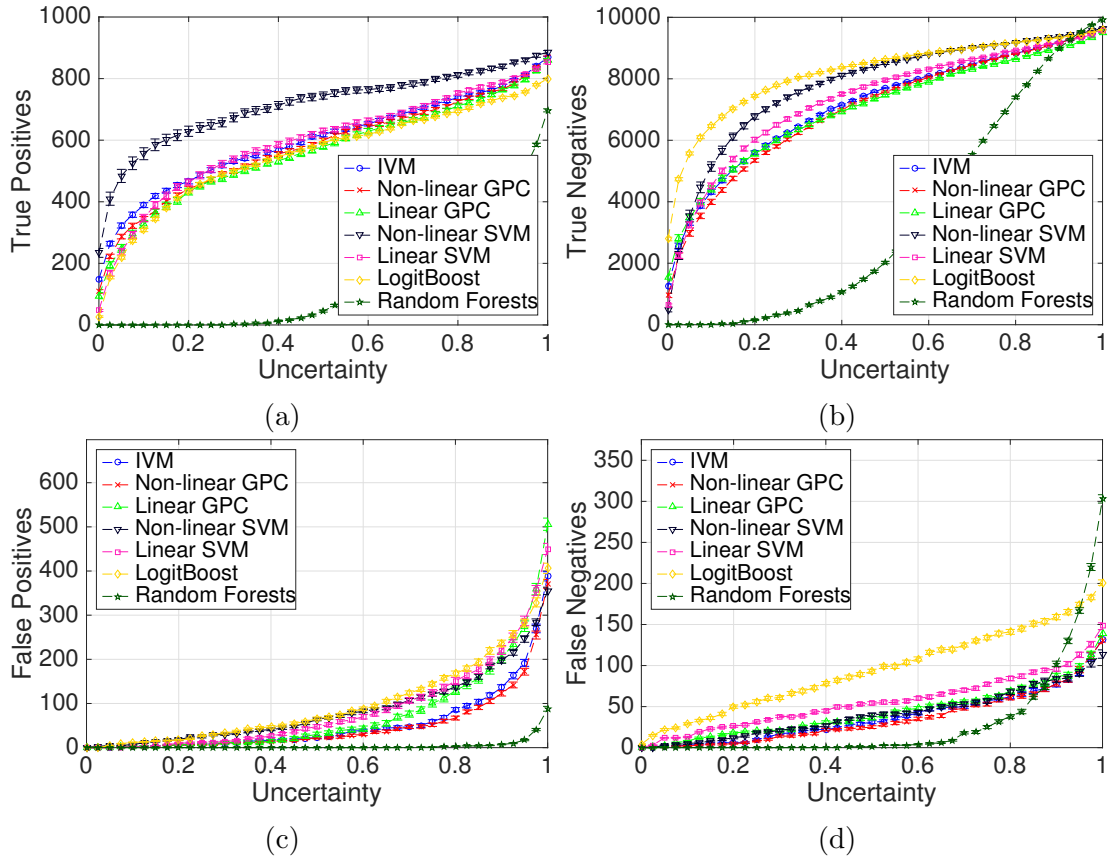 1000
800
600
400
200
0
True Positives
0 0.2 0.4 0.6 0.8 1
Uncertainty
IVM
Non-linear GPC
Linear GPC
Non-linear SVM
Linear SVM
LogitBoost
Random Forests
(a)
10000
8000
6000
4000
2000
0
True Negatives
0 0.2 0.4 0.6 0.8 1
Uncertainty
IVM
Non-linear GPC
Linear GPC
Non-linear SVM
Linear SVM
LogitBoost
Random Forests
(b)
600
500
400
300
200
100
0
False Positives
0 0.2 0.4 0.6 0.8 1
Uncertainty
IVM
Non-linear GPC
Linear GPC
Non-linear SVM
Linear SVM
LogitBoost
Random Forests
(c)
350
300
250
200
150
100
50
0
False Negatives
0 0.2 0.4 0.6 0.8 1
Uncertainty
IVM
Non-linear GPC
Linear GPC
Non-linear SVM
Linear SVM
LogitBoost
Random Forests
(d)